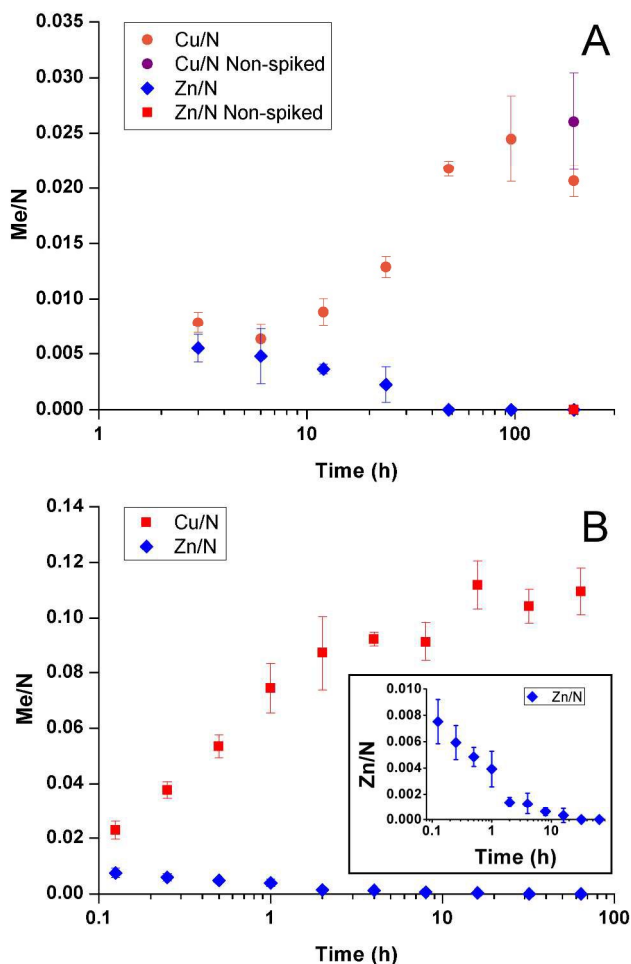 A
Cu/N
Cu/N Non-spiked
Zn/N
Zn/N Non-spiked
Me/N
0.035
0.030
0.025
0.020
0.015
0.010
0.005
0.000
1 10 100
Time (h)
B
Cu/N
Zn/N
Me/N
0.14
0.12
0.10
0.08
0.06
0.04
0.02
0.00
Zn/N
Zn/N
0.010
0.008
0.006
0.004
0.002
0.000
0.1 1 10
Time (h)
0.1 1 10 100
Time (h)